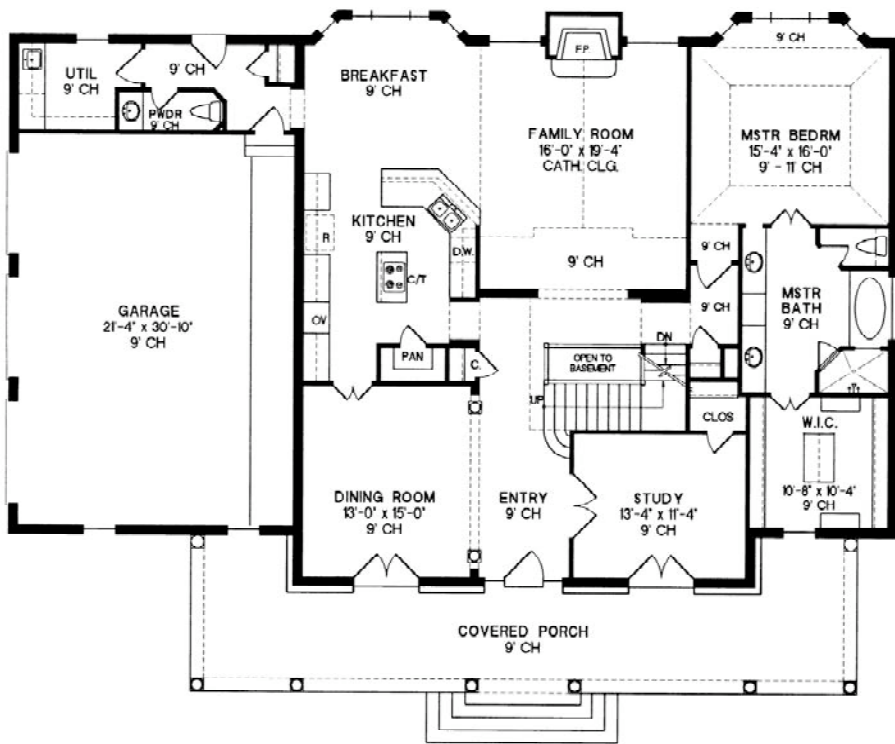 9' CH
F.P.
UTIL
9' CH
9' CH
BREAKFAST
9' CH
PWDR
9' CH
FAMILY ROOM
16'-0" x 19'-4"
CATH. CLG.
MSTR BEDRM
15'-4" x 16'-0"
9' - 11' CH
KITCHEN
9' CH
R
D.W.
9' CH
9' CH
C/T
9' CH
MSTR
BATH
9' CH
GARAGE
21'-4" x 30'-10"
9' CH
OV
PAN
C.
DN
OPEN TO
BASEMENT
UP
CLOS
W.I.C.
10'-8" x 10'-4"
9' CH
DINING ROOM
13'-0" x 15'-0"
9' CH
ENTRY
9' CH
STUDY
13'-4" x 11'-4"
9' CH
COVERED PORCH
9' CH